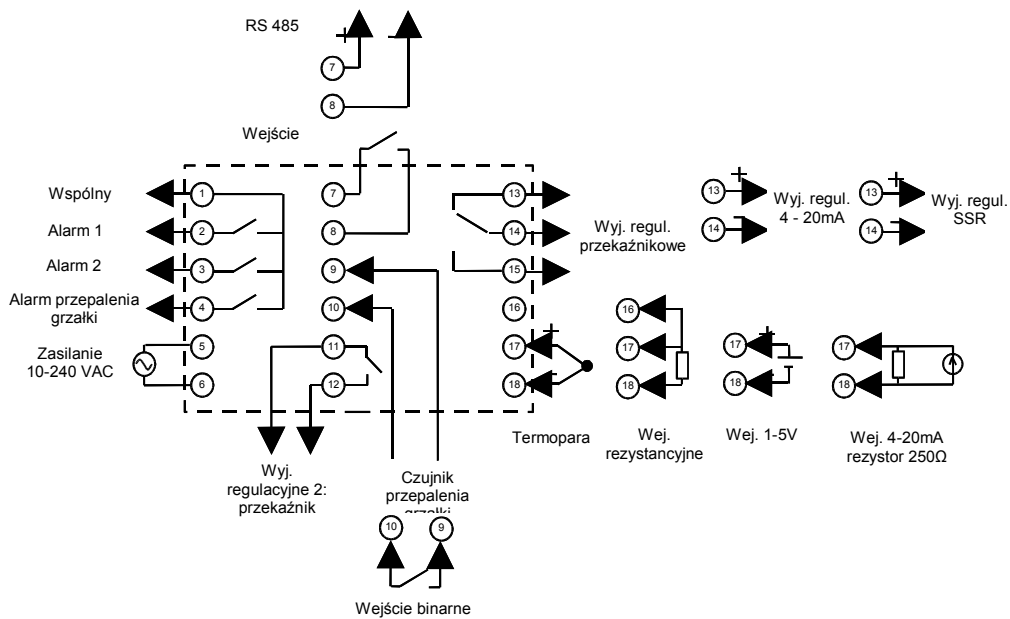 RS 485
+
-
7
8
Wejście
Wspólny
1
7
13
Alarm 1
2
8
14
Alarm 2
3
9
15
Alarm przepalenia
grzałki
4
10
16
Zasilanie
10-240 VAC
5
11
17
+
6
12
18
-
Wyj. regul.
przekaźnikowe
13
+
14
-
Wyj. regul.
4 - 20mA
13
+
14
-
Wyj. regul.
SSR
16
17
18
17
+
18
-
17
18
Termopara
Wej.
rezystancyjne
Wej. 1-5V
Wej. 4-20mA
rezystor 250Ω
Wyj.
regulacyjne 2:
przekaźnik
Czujnik
przepalenia
grzałki
10
9
Wejście binarne